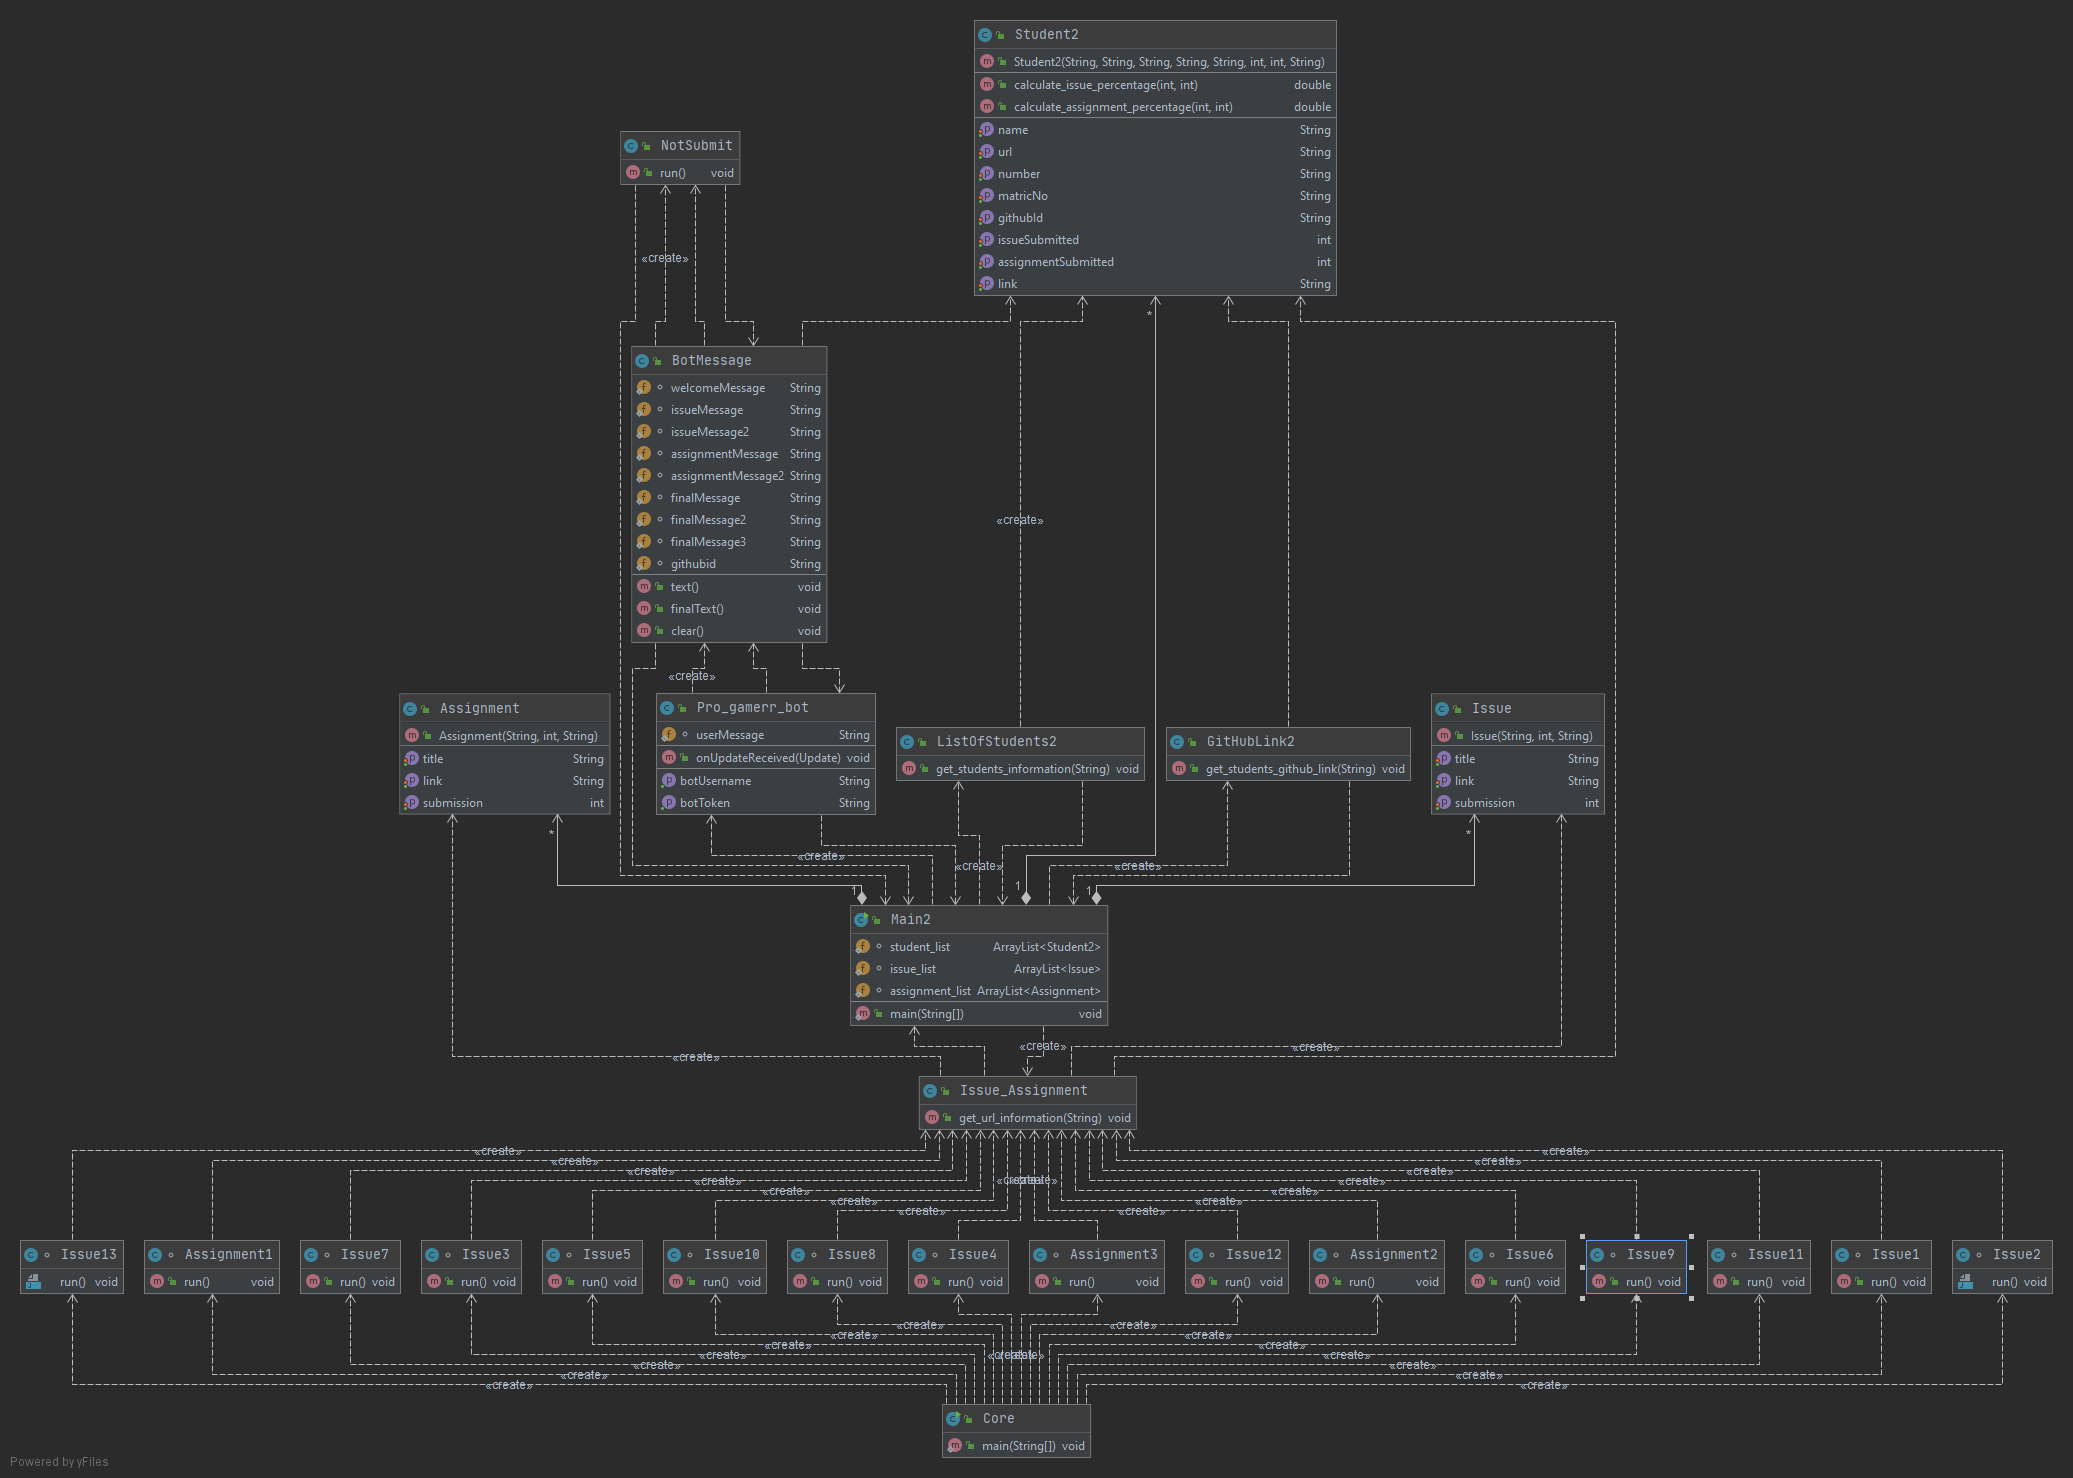 Student2
Student2(String, String, String, String, String, int, int, String)
calculate_issue_percentage(int, int) double
calculate_assignment_percentage(int, int) double
name String
url String
number String
matricNo String
githubId String
issueSubmitted int
assignmentSubmitted int
link String
*
NotSubmit
run() void
«create»
BotMessage
welcomeMessage String
issueMessage String
issueMessage2 String
assignmentMessage String
assignmentMessage2 String
finalMessage String
finalMessage2 String
finalMessage3 String
githubid String
text() void
finalText() void
clear() void
«create»
«create»
Assignment
Assignment(String, int, String)
title String
link String
submission int
*
Pro_gamerr_bot
userMessage String
onUpdateReceived(Update) void
botUsername String
botToken String
ListOfStudents2
get_students_information(String) void
GitHubLink2
get_students_github_link(String) void
Issue
Issue(String, int, String)
title String
link String
submission int
*
«create» «create» «create»
1 1 1
Main2
student_list ArrayList<Student2>
issue_list ArrayList<Issue>
assignment_list ArrayList<Assignment>
main(String[]) void
«create» «create» «create»
Issue_Assignment
get_url_information(String) void
«create» «create»
«create» «create»
«create» «create»
«create» «create» «create» «create»
«create» «create»
«create» «create»
«create» «create»
Issue13
run() void
Assignment1
run() void
Issue7
run() void
Issue3
run() void
Issue5
run() void
Issue10
run() void
Issue8
run() void
Issue4
run() void
Assignment3
run() void
Issue12
run() void
Assignment2
run() void
Issue6
run() void
Issue9
run() void
Issue11
run() void
Issue1
run() void
Issue2
run() void
«create» «create»
«create» «create»
«create» «create»
«create» «create» «create» «create»
«create» «create»
«create» «create»
«create» «create»
Core
main(String[]) void
Powered by yFiles